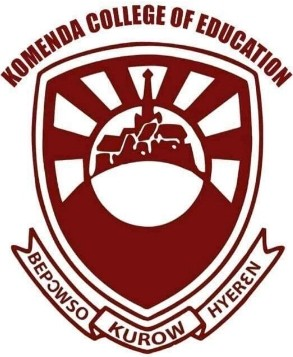 KOMENDA COLLEGE OF EDUCATION
BEPƆWSO
KUROW
HYERƐN